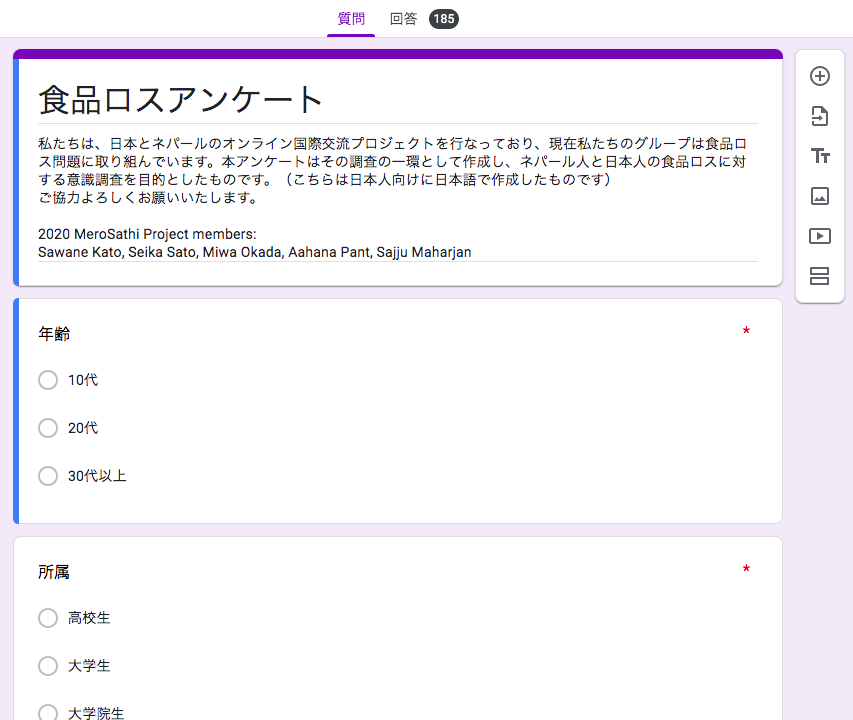 質問 回答 185
食品ロスアンケート
私たちは、日本とネパールのオンライン国際交流プロジェクトを行なっており、現在私たちのグループは食品ロ
ス問題に取り組んでいます。本アンケートはその調査の一環として作成し、ネパール人と日本人の食品ロスに対
する意識調査を目的としたものです。（こちらは日本人向けに日本語で作成したものです）
ご協力よろしくお願いいたします。
2020 MeroSathi Project members:
Sawane Kato, Seika Sato, Miwa Okada, Aahana Pant, Sajju Maharjan
年齢 *
10代
20代
30代以上
所属 *
高校生
大学生
大学院生